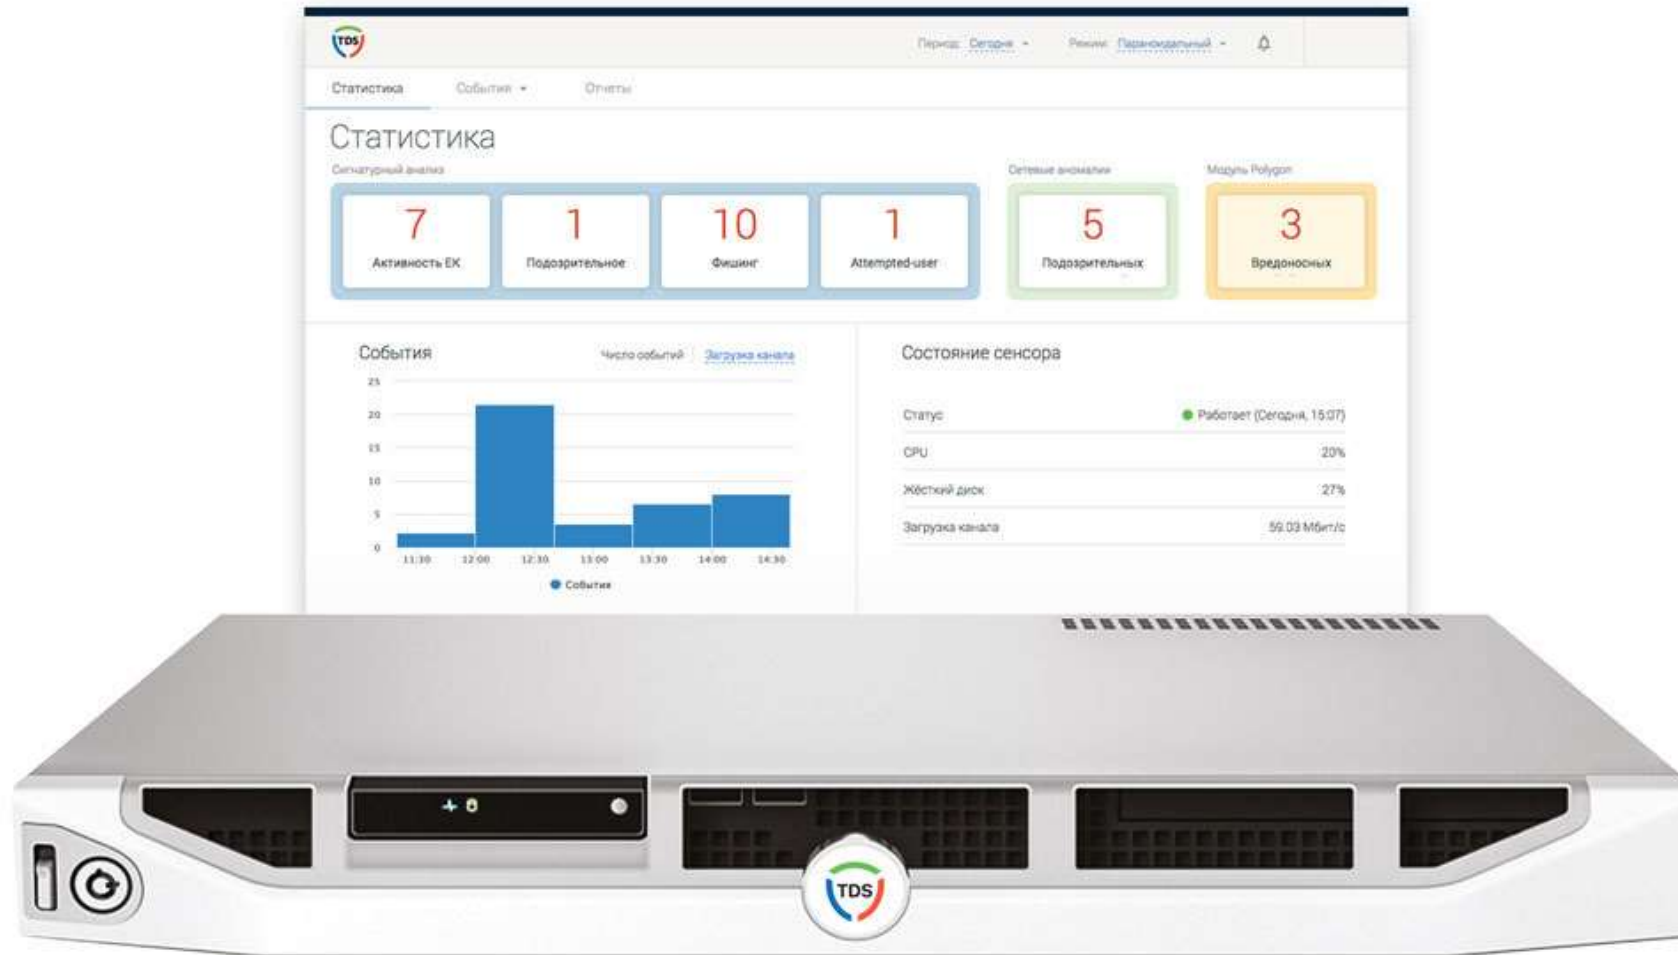 TDS
Период: Сегодня
Режим: Параноидальный
Статистика События Отчеты
Статистика
Сигнатурный анализ Сетевые аномалии Модуль Polygon
7 1 10 1 5 3
Активность ЕК Подозрительное Фишинг Attempted-user Подозрительных Вредоносных
События Число событий Загрузка канала
25
20
15
10
5
0
11:30 12:00 12:30 13:00 13:30 14:00 14:30
События
Состояние сенсора
Статус Работает (Сегодня, 15:07)
CPU 20%
Жёсткий диск 27%
Загрузка канала 59.03 Мбит/с
TDS